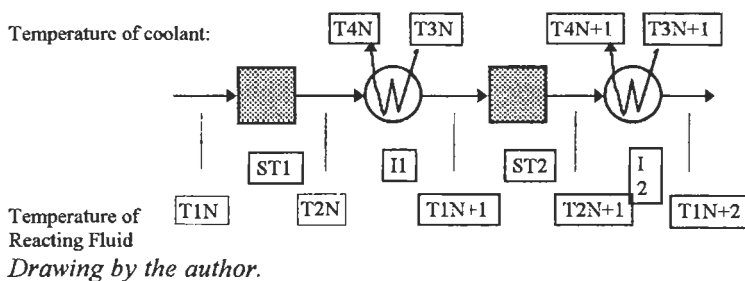 T4N T3N T4N+1 T3N+1
Temperature of coolant:
ST1 I1 ST2 I
2
T1N T2N T1N+1 T2N+1 T1N+2
Temperature of
Reacting Fluid
Drawing by the author.